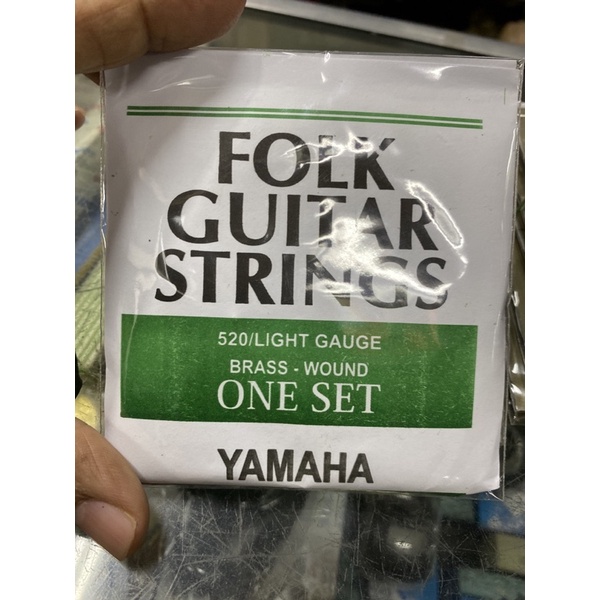 FOLK
GUITAR
STRINGS
520/LIGHT GAUGE
BRASS - WOUND
ONE SET
YAMAHA